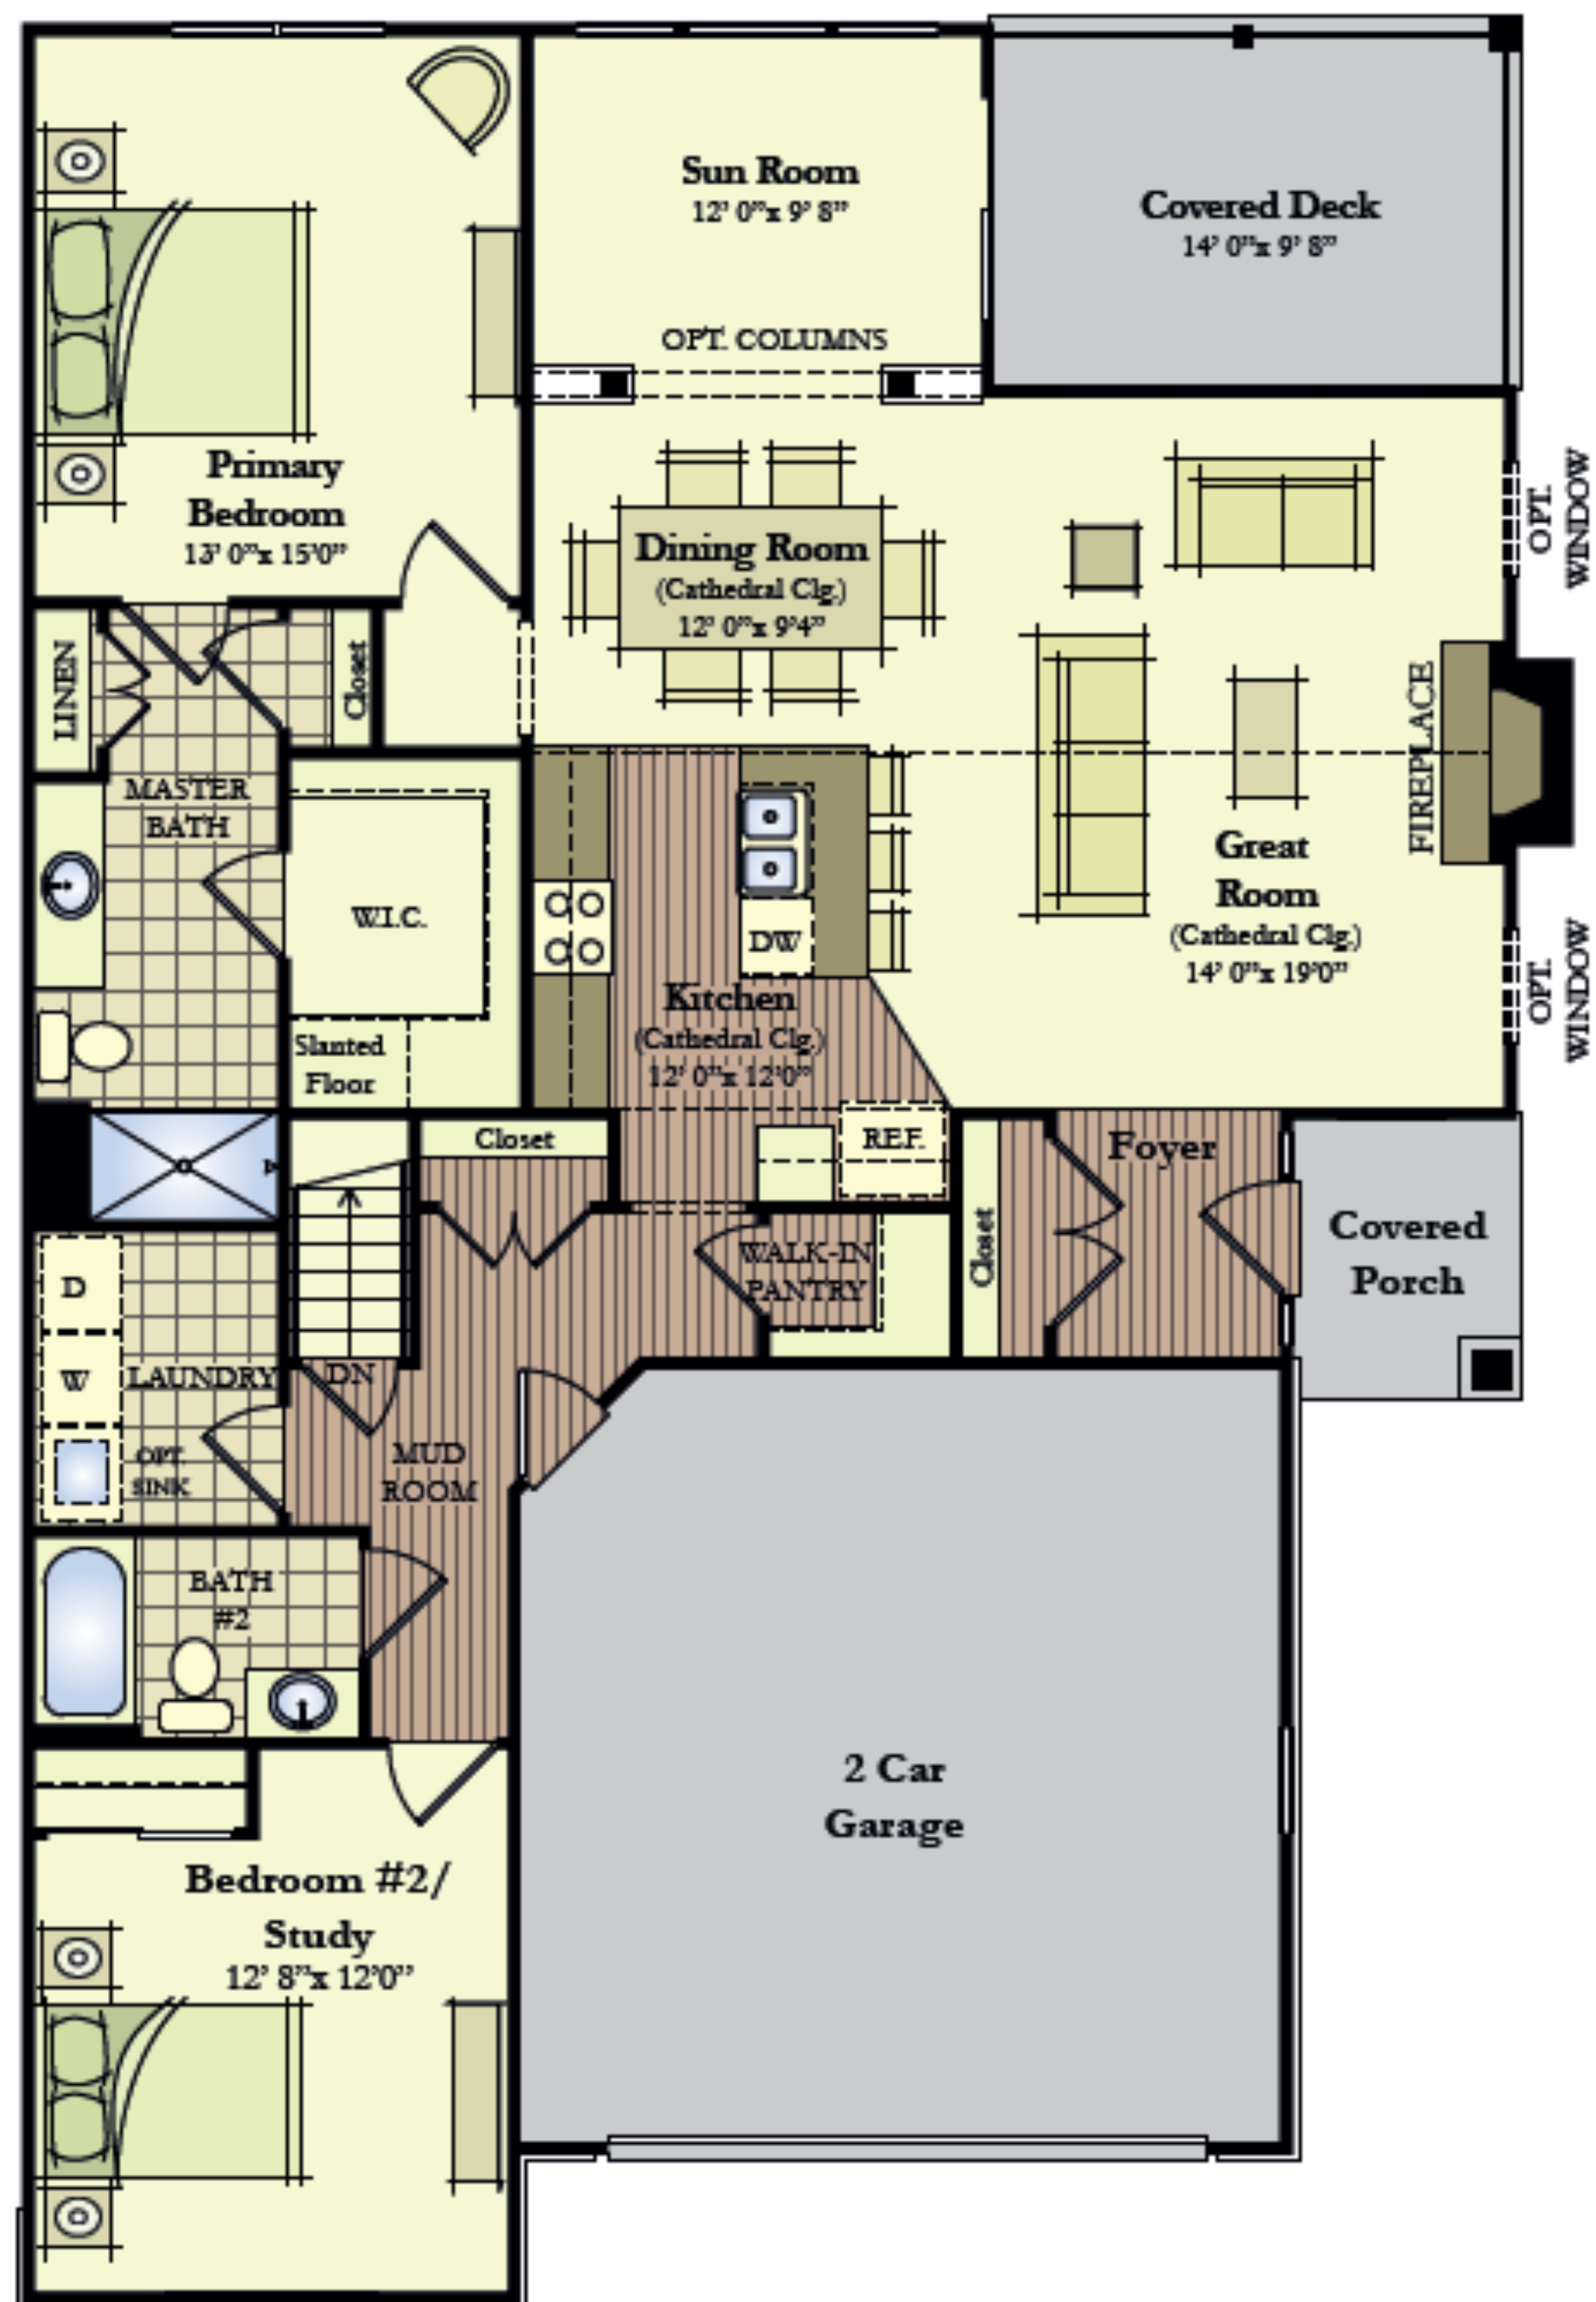 Sun Room
12' 0"x 9' 8"
Covered Deck
14' 0"x 9' 8"
OPT. COLUMNS
Primary
Bedroom
13' 0"x 15'0"
Dining Room
(Cathedral Clg.)
12' 0"x 9'4"
OPT.
WINDOW
LINEN
Closet
FIREPLACE
MASTER
BATH
W.I.C.
Great
Room
(Cathedral Clg.)
14' 0"x 19'0"
DW
Kitchen
(Cathedral Clg.)
12' 0"x 12'0"
OPT.
WINDOW
Slanted
Floor
Closet
REF.
Foyer
Closet
Covered
Porch
WALK-IN
PANTRY
D
W
LAUNDRY
DN
OPT.
SINK
MUD
ROOM
BATH
#2
2 Car
Garage
Bedroom #2/
Study
12' 8"x 12'0"